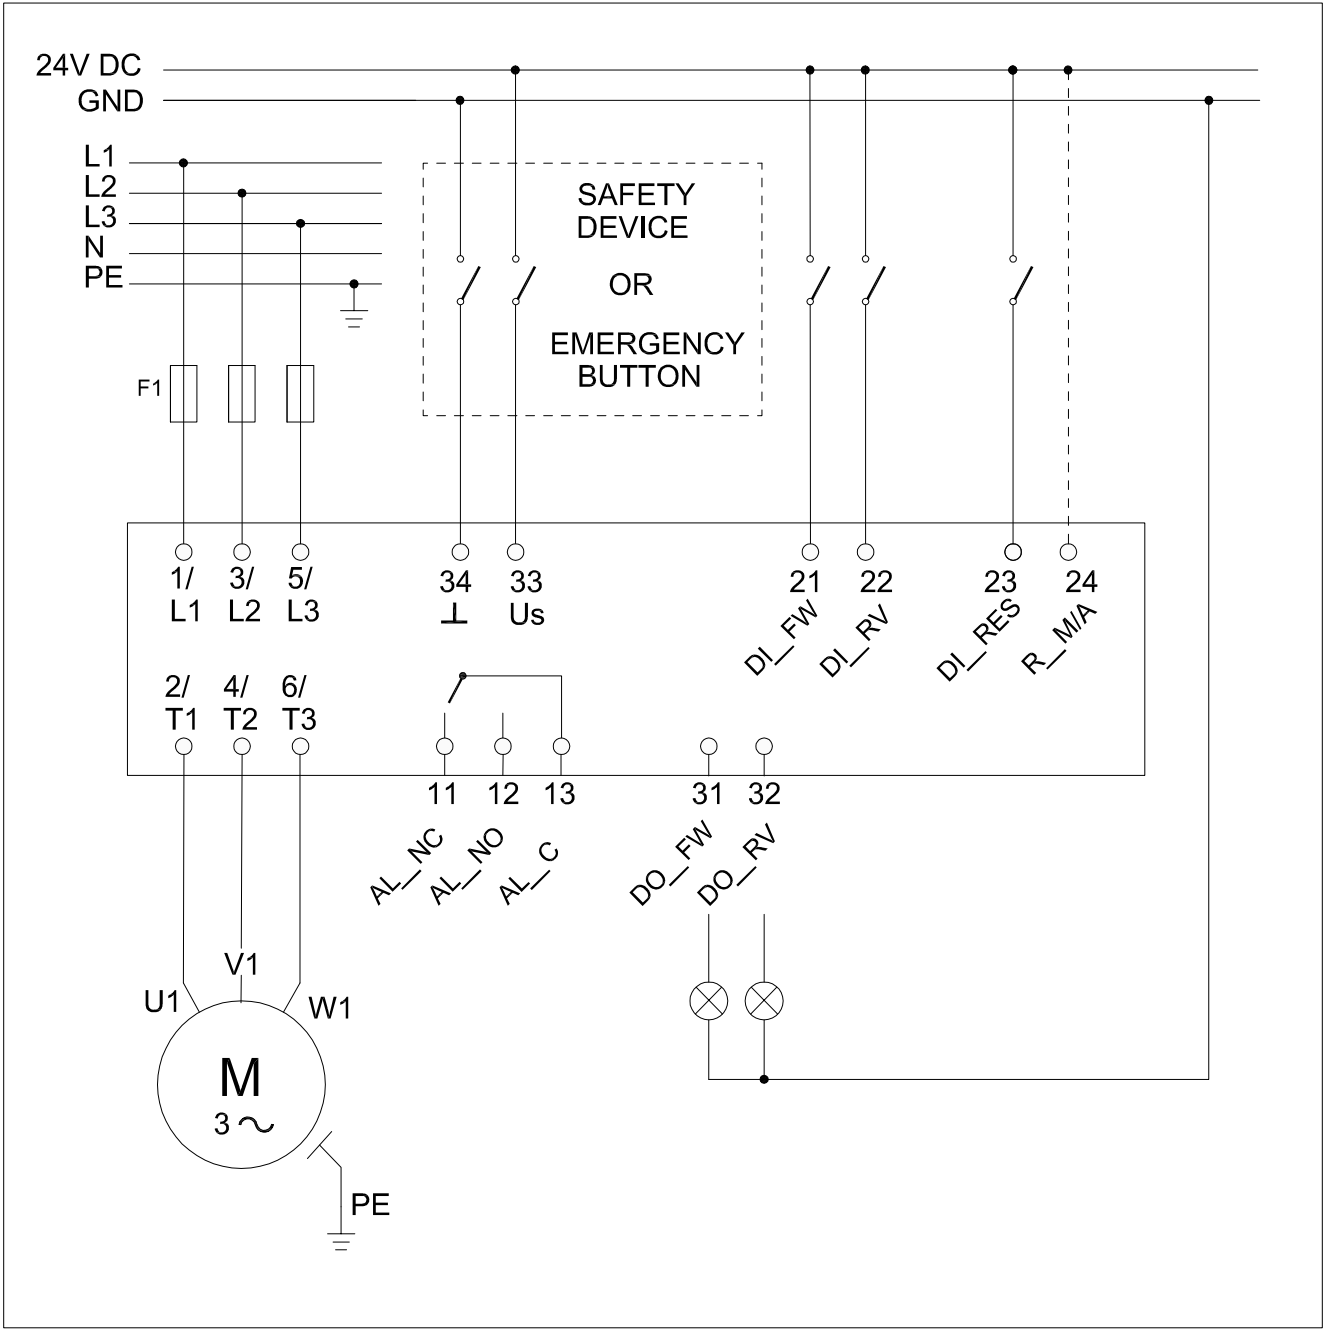 24V DC
GND
L1
L2
L3
N
PE
SAFETY
DEVICE
OR
EMERGENCY
BUTTON
F1
1/
L1
3/
L2
5/
L3
34
⊥
33
Us
21
DI_FW
22
DI_RV
23
DI_RES
24
R_M/A
2/
T1
4/
T2
6/
T3
11
AL_NC
12
AL_NO
13
AL_C
31
DO_FW
32
DO_RV
U1
V1
W1
M
3~
PE